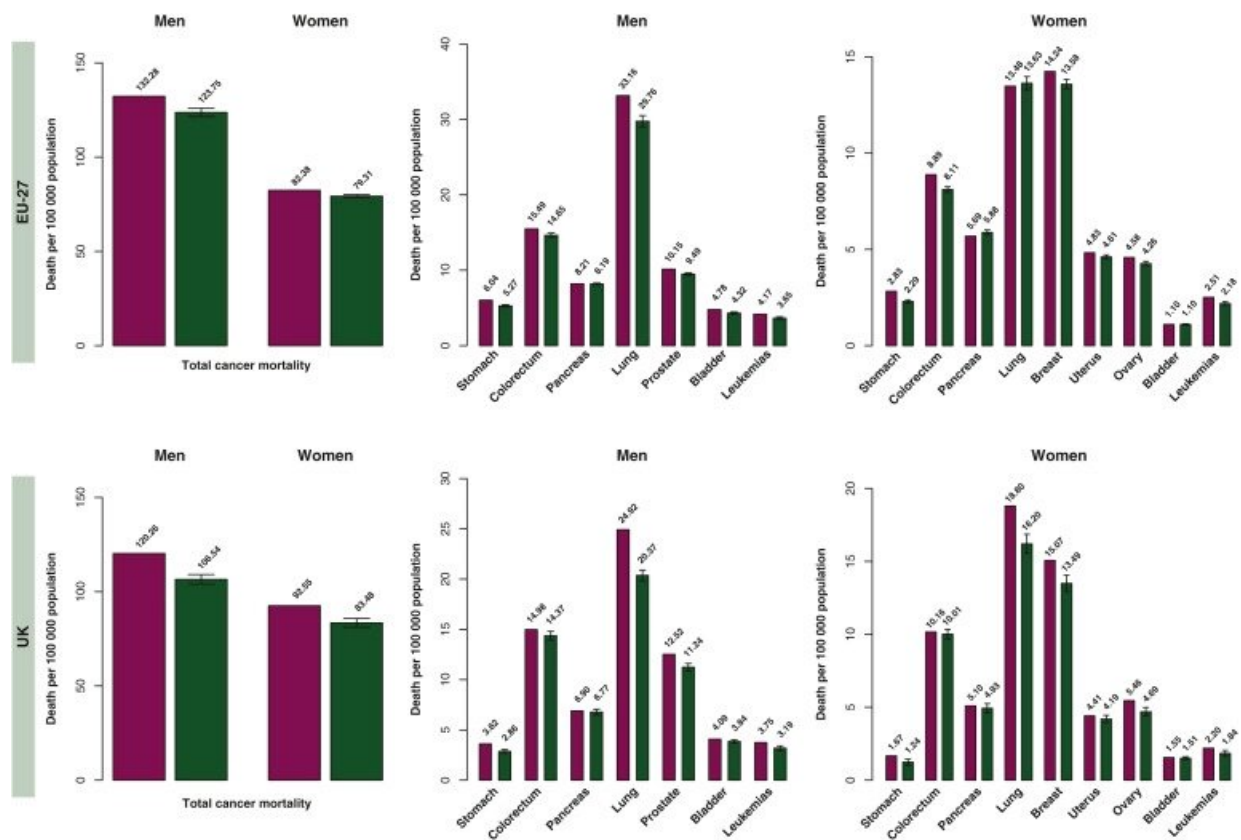 Men
Women
Men
Women
EU-27
Death per 100 000 population
0
50
100
150
132.28
123.75
82.38
79.31
Total cancer mortality
Death per 100 000 population
0
10
20
30
40
6.04
5.27
15.49
14.65
8.21
8.19
33.16
29.76
10.15
9.49
4.78
4.32
4.17
3.65
Stomach
Colorectum
Pancreas
Lung
Prostate
Bladder
Leukemias
Death per 100 000 population
0
5
10
15
2.83
2.29
8.89
8.11
5.69
5.88
13.46
13.63
14.24
13.58
4.83
4.61
4.58
4.26
1.10
1.10
2.51
2.18
Stomach
Colorectum
Pancreas
Lung
Breast
Uterus
Ovary
Bladder
Leukemias
Men
Women
Men
Women
UK
Death per 100 000 population
0
50
100
150
120.26
106.54
92.55
83.48
Total cancer mortality
Death per 100 000 population
0
5
10
15
20
25
30
3.62
2.86
14.98
14.37
6.90
6.77
24.92
20.37
12.52
11.24
4.09
3.84
3.75
3.19
Stomach
Colorectum
Pancreas
Lung
Prostate
Bladder
Leukemias
Death per 100 000 population
0
5
10
15
20
1.67
1.24
10.16
10.01
5.10
4.93
18.80
16.20
15.07
13.49
4.41
4.19
5.46
4.69
1.55
1.51
2.20
1.84
Stomach
Colorectum
Pancreas
Lung
Breast
Uterus
Ovary
Bladder
Leukemias